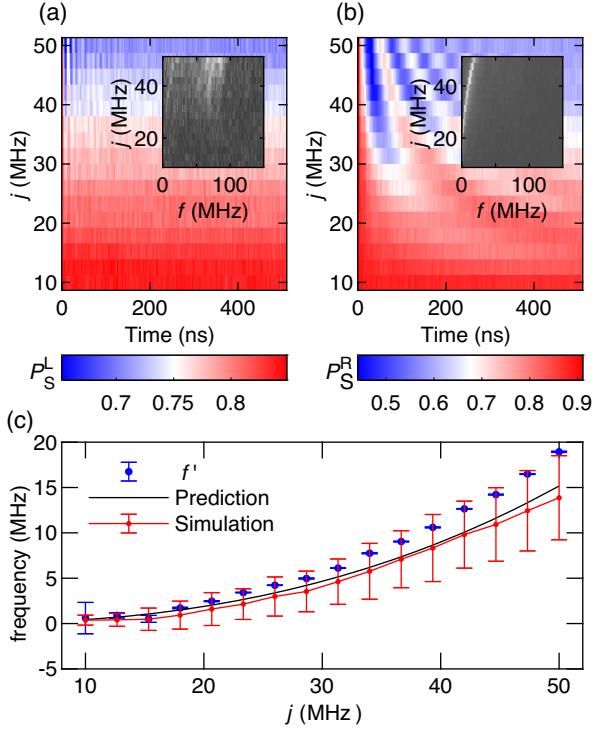 (a)
(b)
50
40
30
20
10
j (MHz)
40
20
j (MHz)
0
100
f (MHz)
0
200
400
Time (ns)
50
40
30
20
10
j (MHz)
40
20
j (MHz)
0
100
f (MHz)
0
200
400
Time (ns)
P_S^L
0.7
0.75
0.8
P_S^R
0.5
0.6
0.7
0.8
0.9
(c)
20
15
10
5
0
-5
frequency (MHz)
f '
Prediction
Simulation
10
20
30
40
50
j (MHz)